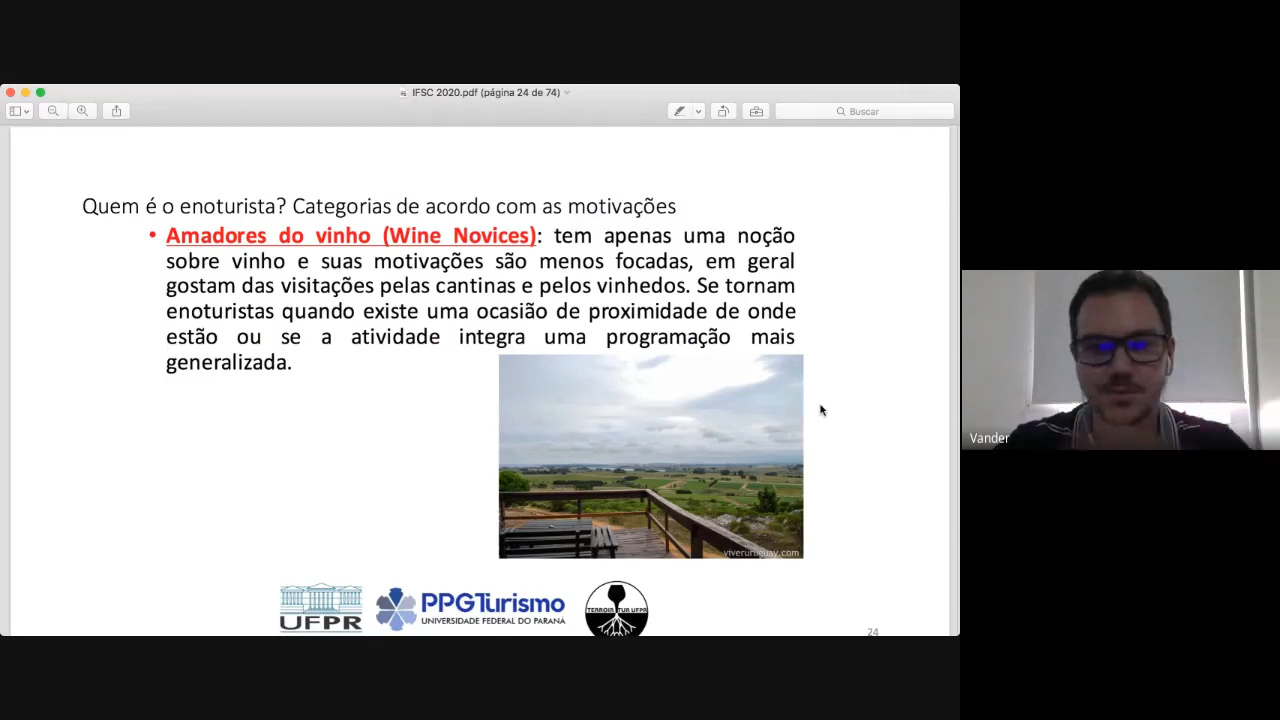 IFSC 2020.pdf (página 24 de 74)
Buscar
Quem é o enoturista? Categorias de acordo com as motivações
• Amadores do vinho (Wine Novices): tem apenas uma noção
sobre vinho e suas motivações são menos focadas, em geral
gostam das visitações pelas cantinas e pelos vinhedos. Se tornam
enoturistas quando existe uma ocasião de proximidade de onde
estão ou se a atividade integra uma programação mais
generalizada.
viveruruguay.com
UFPR
PPGTurismo
UNIVERSIDADE FEDERAL DO PARANÁ
TERROIR TUR UFPR
24
Vander